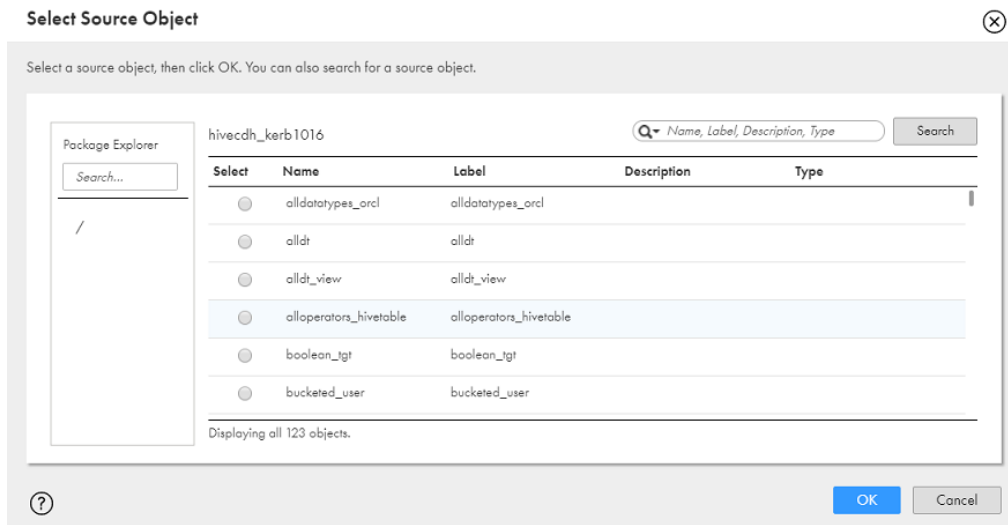 Select Source Object
Select a source object, then click OK. You can also search for a source object.
Package Explorer
Search...
/
hivecdh_kerb1016
Name, Label, Description, Type
Search
Select Name Label Description Type
alldatatypes_orcl alldatatypes_orcl
alldt alldt
alldt_view alldt_view
alloperators_hivetable alloperators_hivetable
boolean_tgt boolean_tgt
bucketed_user bucketed_user
Displaying all 123 objects.
?
OK Cancel